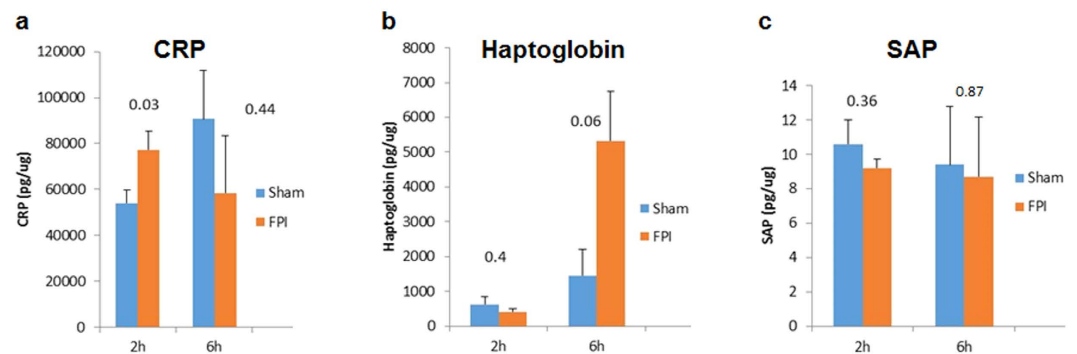 a
CRP
CRP (pg/ug)
120000
100000
80000
60000
40000
20000
0
0.03
0.44
Sham
FPI
2h
6h
b
Haptoglobin
Haptoglobin (pg/ug)
8000
7000
6000
5000
4000
3000
2000
1000
0
0.4
0.06
Sham
FPI
2h
6h
c
SAP
SAP (pg/ug)
14
12
10
8
6
4
2
0
0.36
0.87
Sham
FPI
2h
6h